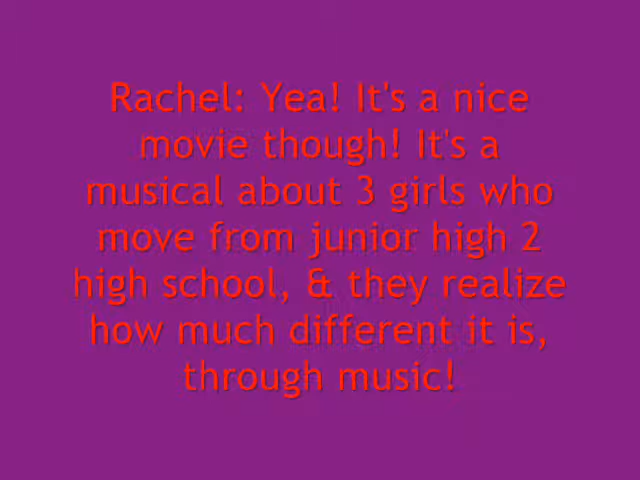 Rachel: Yea! It's a nice
movie though! It's a
musical about 3 girls who
move from junior high 2
high school, & they realize
how much different it is,
through music!